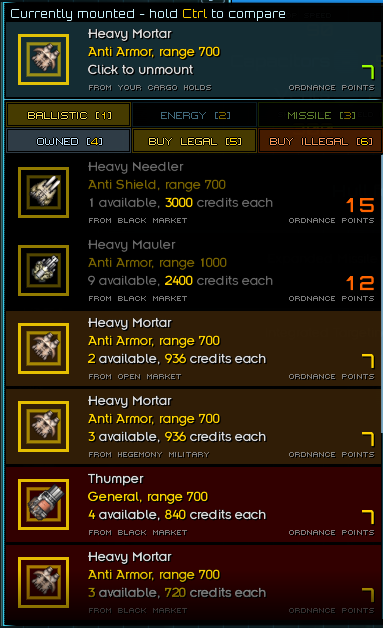 Currently mounted - hold Ctrl to compare
Heavy Mortar
Anti Armor, range 700
Click to unmount
7
FROM YOUR CARGO HOLDS
ORDNANCE POINTS
BALLISTIC [1]
ENERGY [2]
MISSILE [3]
OWNED [4]
BUY LEGAL [5]
BUY ILLEGAL [6]
Heavy Needler
Anti Shield, range 700
1 available, 3000 credits each
15
FROM BLACK MARKET
ORDNANCE POINTS
Heavy Mauler
Anti Armor, range 1000
9 available, 2400 credits each
12
FROM BLACK MARKET
ORDNANCE POINTS
Heavy Mortar
Anti Armor, range 700
2 available, 936 credits each
7
FROM OPEN MARKET
ORDNANCE POINTS
Heavy Mortar
Anti Armor, range 700
3 available, 936 credits each
7
FROM HEGEMONY MILITARY
ORDNANCE POINTS
Thumper
General, range 700
4 available, 840 credits each
7
FROM BLACK MARKET
ORDNANCE POINTS
Heavy Mortar
Anti Armor, range 700
3 available, 720 credits each
7
FROM BLACK MARKET
ORDNANCE POINTS